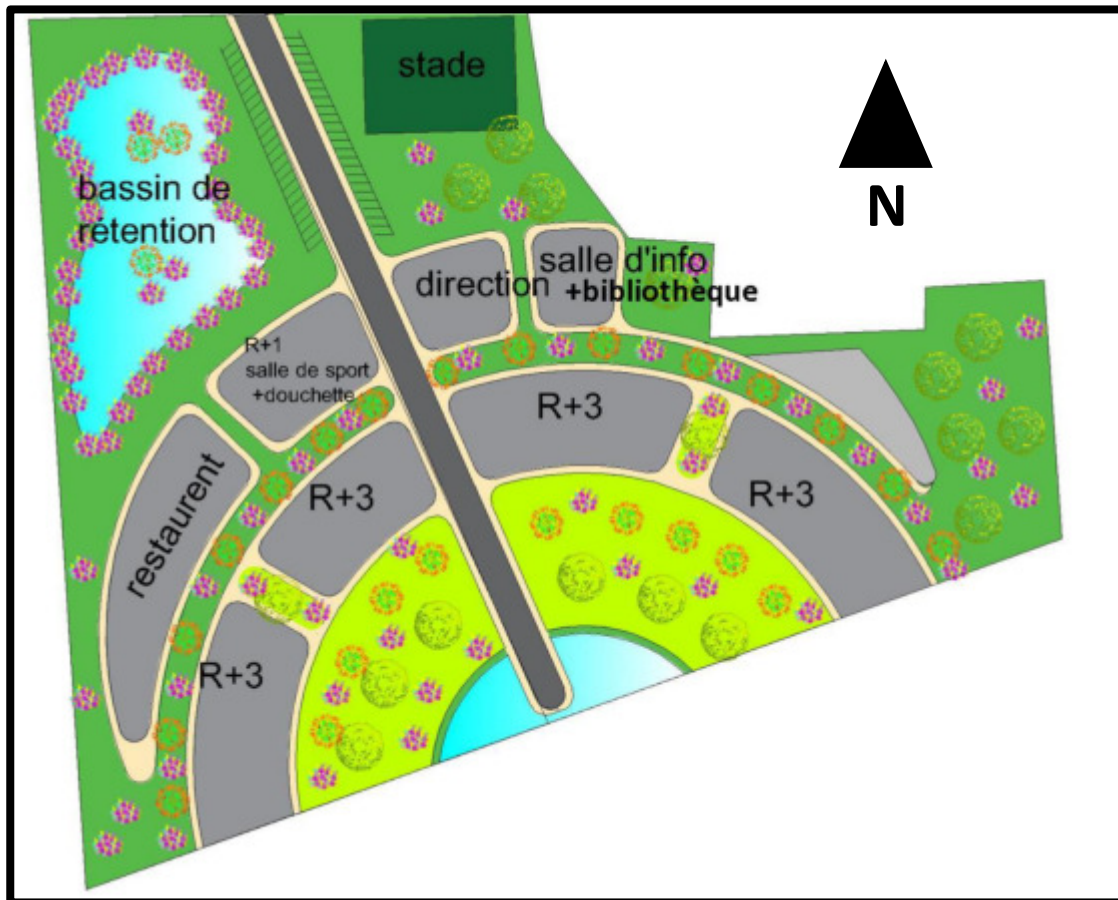 stade
N
bassin de
rétention
salle d'info
+bibliothèque
direction
R+1
salle de sport
+douchette
R+3
R+3
R+3
restaurent
R+3